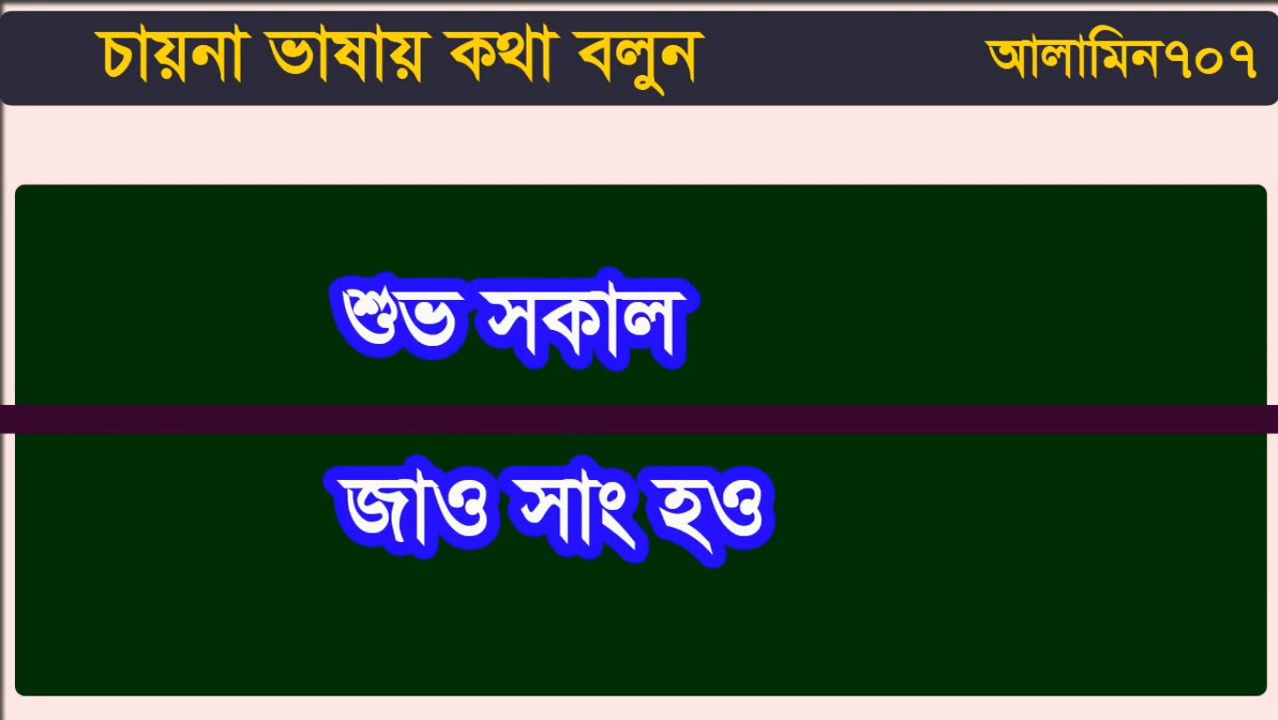 চায়না ভাষায় কথা বলুন আলামিন৭০৭
শুভ সকাল
জাও সাং হও